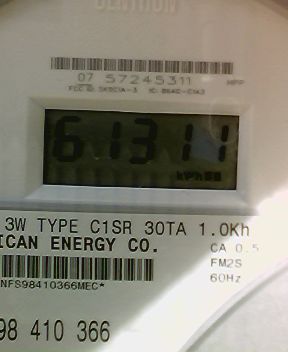 CENTRON
07 57245311
61311
3W TYPE C1SR 30TA 1.0Kh
ICAN ENERGY CO.
CA 0.5
FM2S
60Hz
NFS98410366MEC*
98 410 366